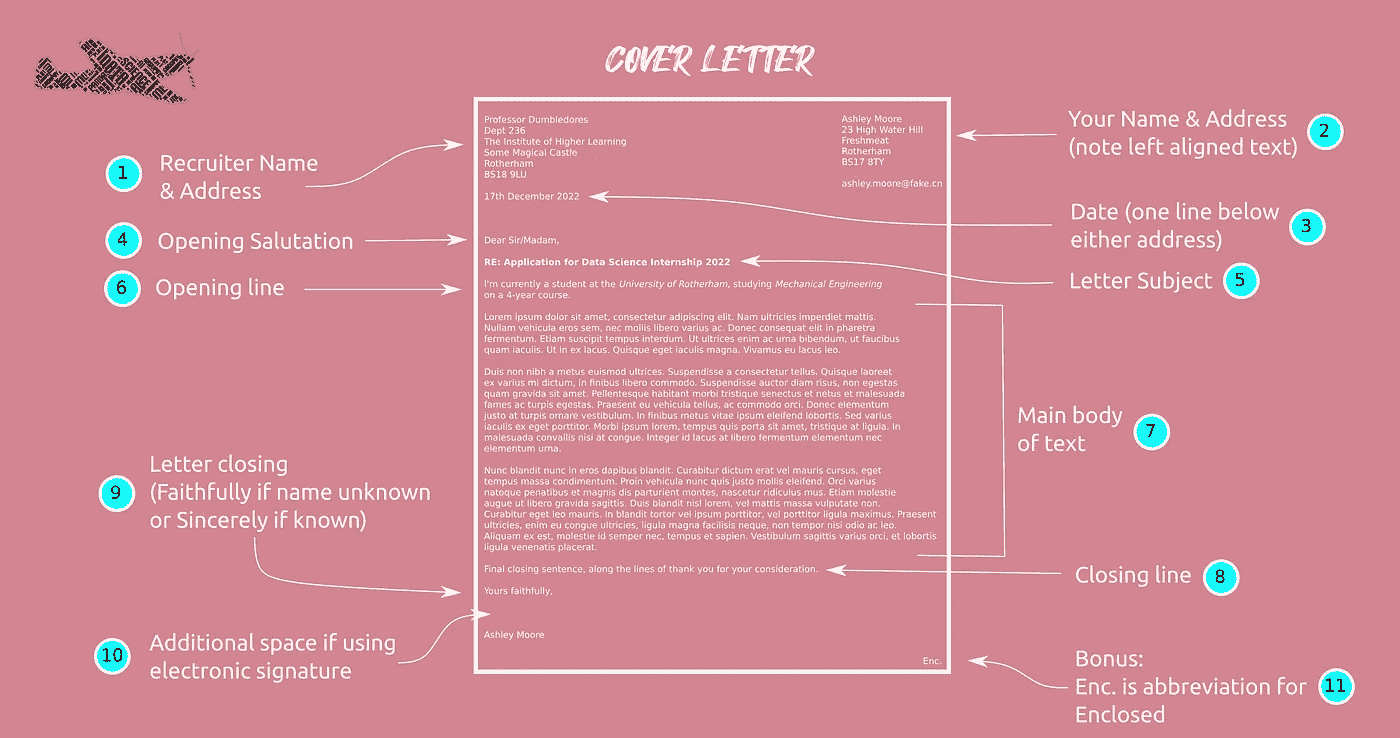 COVER LETTER
Professor Dumbledores
Dept 236
The Institute of Higher Learning
Some Magical Castle
Rotherham
BS18 9LU
17th December 2022
Ashley Moore
23 High Water Hill
Freshmeat
Rotherham
BS17 8TY
ashley.moore@fake.cn
Dear Sir/Madam,
RE: Application for Data Science Internship 2022
I'm currently a student at the University of Rotherham, studying Mechanical Engineering
on a 4-year course.
Lorem ipsum dolor sit amet, consectetur adipiscing elit. Nam ultricies imperdiet mattis.
Nullam vehicula eros sem, nec mollis libero varius ac. Donec consequat elit in pharetra
fermentum. Etiam suscipit tempus interdum. Ut ultrices enim ac urna bibendum, ut faucibus
quam iaculis. Ut in ex lacus. Quisque eget iaculis magna. Vivamus eu lacus leo.
Duis non nibh a metus euismod ultrices. Suspendisse a consectetur tellus. Quisque laoreet
ex varius mi dictum, in finibus libero commodo. Suspendisse auctor diam risus, non egestas
quam gravida sit amet. Pellentesque habitant morbi tristique senectus et netus et malesuada
fames ac turpis egestas. Praesent eu vehicula tellus, ac commodo orci. Donec elementum
justo at turpis ornare vestibulum. In finibus metus vitae ipsum eleifend lobortis. Sed varius
iaculis ex eget porttitor. Morbi ipsum lorem, tempus quis porta sit amet, tristique at ligula. In
malesuada convallis nisi at congue. Integer id lacus at libero fermentum elementum nec
elementum urna.
Nunc blandit nunc in eros dapibus blandit. Curabitur dictum erat vel mauris cursus, eget
tempus massa condimentum. Proin vehicula nunc quis justo mollis eleifend. Orci varius
natoque penatibus et magnis dis parturient montes, nascetur ridiculus mus. Etiam molestie
augue ut libero gravida sagittis. Duis blandit nisl lorem, vel mattis massa vulputate non.
Curabitur eget leo mauris. In blandit tortor vel ipsum porttitor, vel porttitor ligula maximus. Praesent
ultricies, enim eu congue ultricies, ligula magna facilisis neque, non tempor nisi odio ac leo.
Aliquam ex est, molestie id semper nec, tempus et sapien. Vestibulum sagittis varius orci, et lobortis
ligula venenatis placerat.
Final closing sentence, along the lines of thank you for your consideration.
Yours faithfully,
Ashley Moore
Enc.
1
Recruiter Name
& Address
2
Your Name & Address
(note left aligned text)
3
Date (one line below
either address)
4
Opening Salutation
5
Letter Subject
6
Opening line
7
Main body
of text
8
Closing line
9
Letter closing
(Faithfully if name unknown
or Sincerely if known)
10
Additional space if using
electronic signature
11
Bonus:
Enc. is abbreviation for
Enclosed